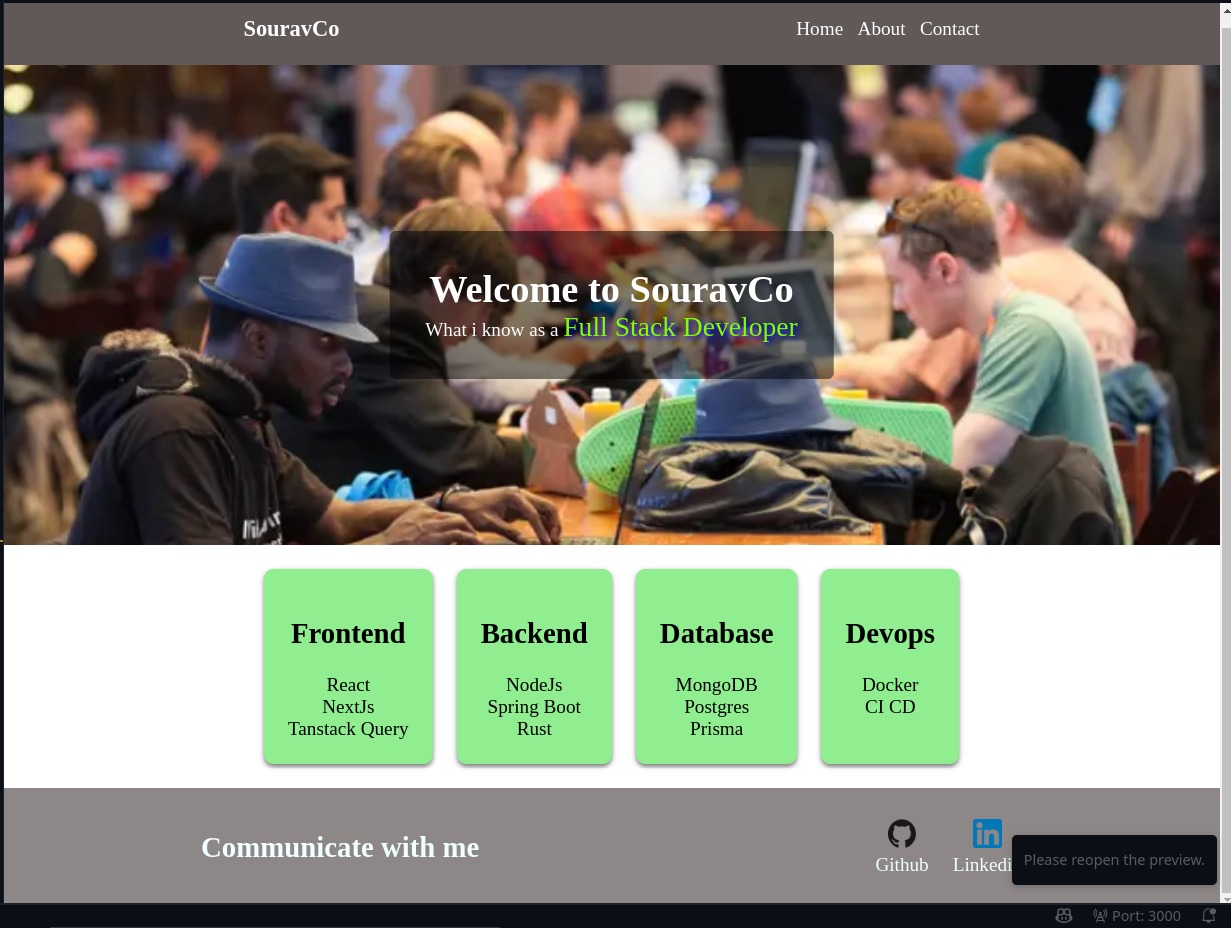 SouravCo
Home About Contact
Welcome to SouravCo
What i know as a Full Stack Developer
Frontend
React
NextJs
Tanstack Query
Backend
NodeJs
Spring Boot
Rust
Database
MongoDB
Postgres
Prisma
Devops
Docker
CI CD
Communicate with me
Github
Linkedi
Please reopen the preview.
Port: 3000